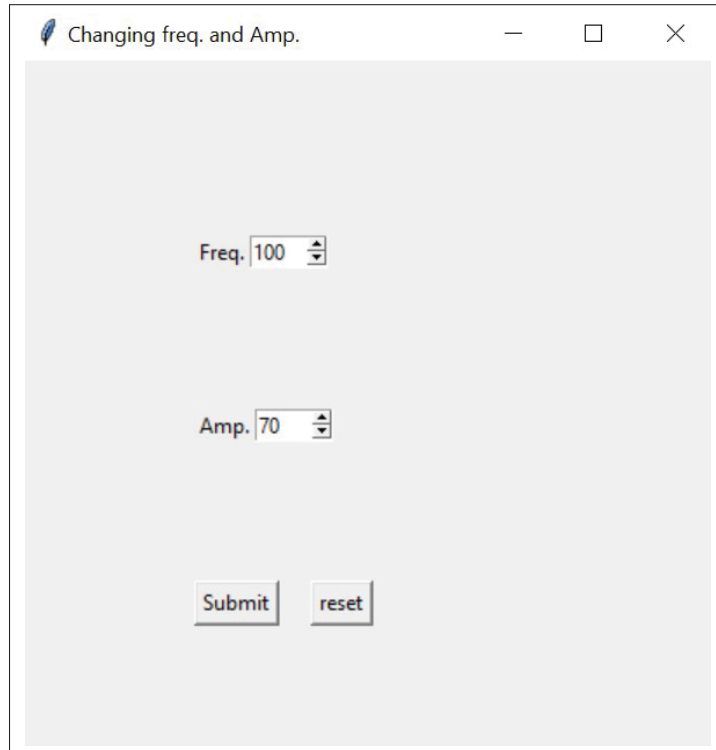 Changing freq. and Amp.
Freq. 100
Amp. 70
Submit reset